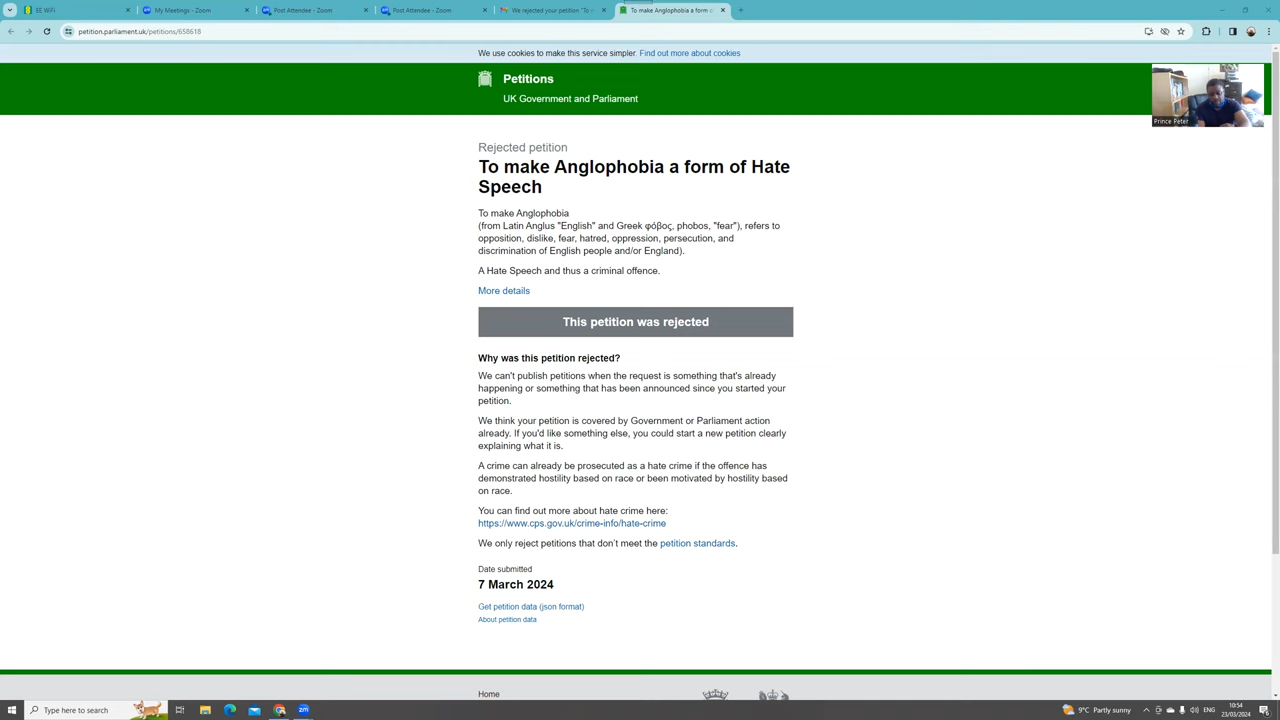 EE WiFi
My Meetings - Zoom
Post Attendee - Zoom
Post Attendee - Zoom
We rejected your petition "To m
To make Anglophobia a form of
petition.parliament.uk/petitions/658618
We use cookies to make this service simpler. Find out more about cookies
Petitions
UK Government and Parliament
Prince Peter
Rejected petition
To make Anglophobia a form of Hate
Speech
To make Anglophobia
(from Latin Anglus "English" and Greek φόβος, phobos, "fear"), refers to
opposition, dislike, fear, hatred, oppression, persecution, and
discrimination of English people and/or England).
A Hate Speech and thus a criminal offence.
More details
This petition was rejected
Why was this petition rejected?
We can't publish petitions when the request is something that's already
happening or something that has been announced since you started your
petition.
We think your petition is covered by Government or Parliament action
already. If you'd like something else, you could start a new petition clearly
explaining what it is.
A crime can already be prosecuted as a hate crime if the offence has
demonstrated hostility based on race or been motivated by hostility based
on race.
You can find out more about hate crime here:
https://www.cps.gov.uk/crime-info/hate-crime
We only reject petitions that don't meet the petition standards.
Date submitted
7 March 2024
Get petition data (json format)
About petition data
Home
Type here to search
9°C Partly sunny
ENG
10:54
23/03/2024